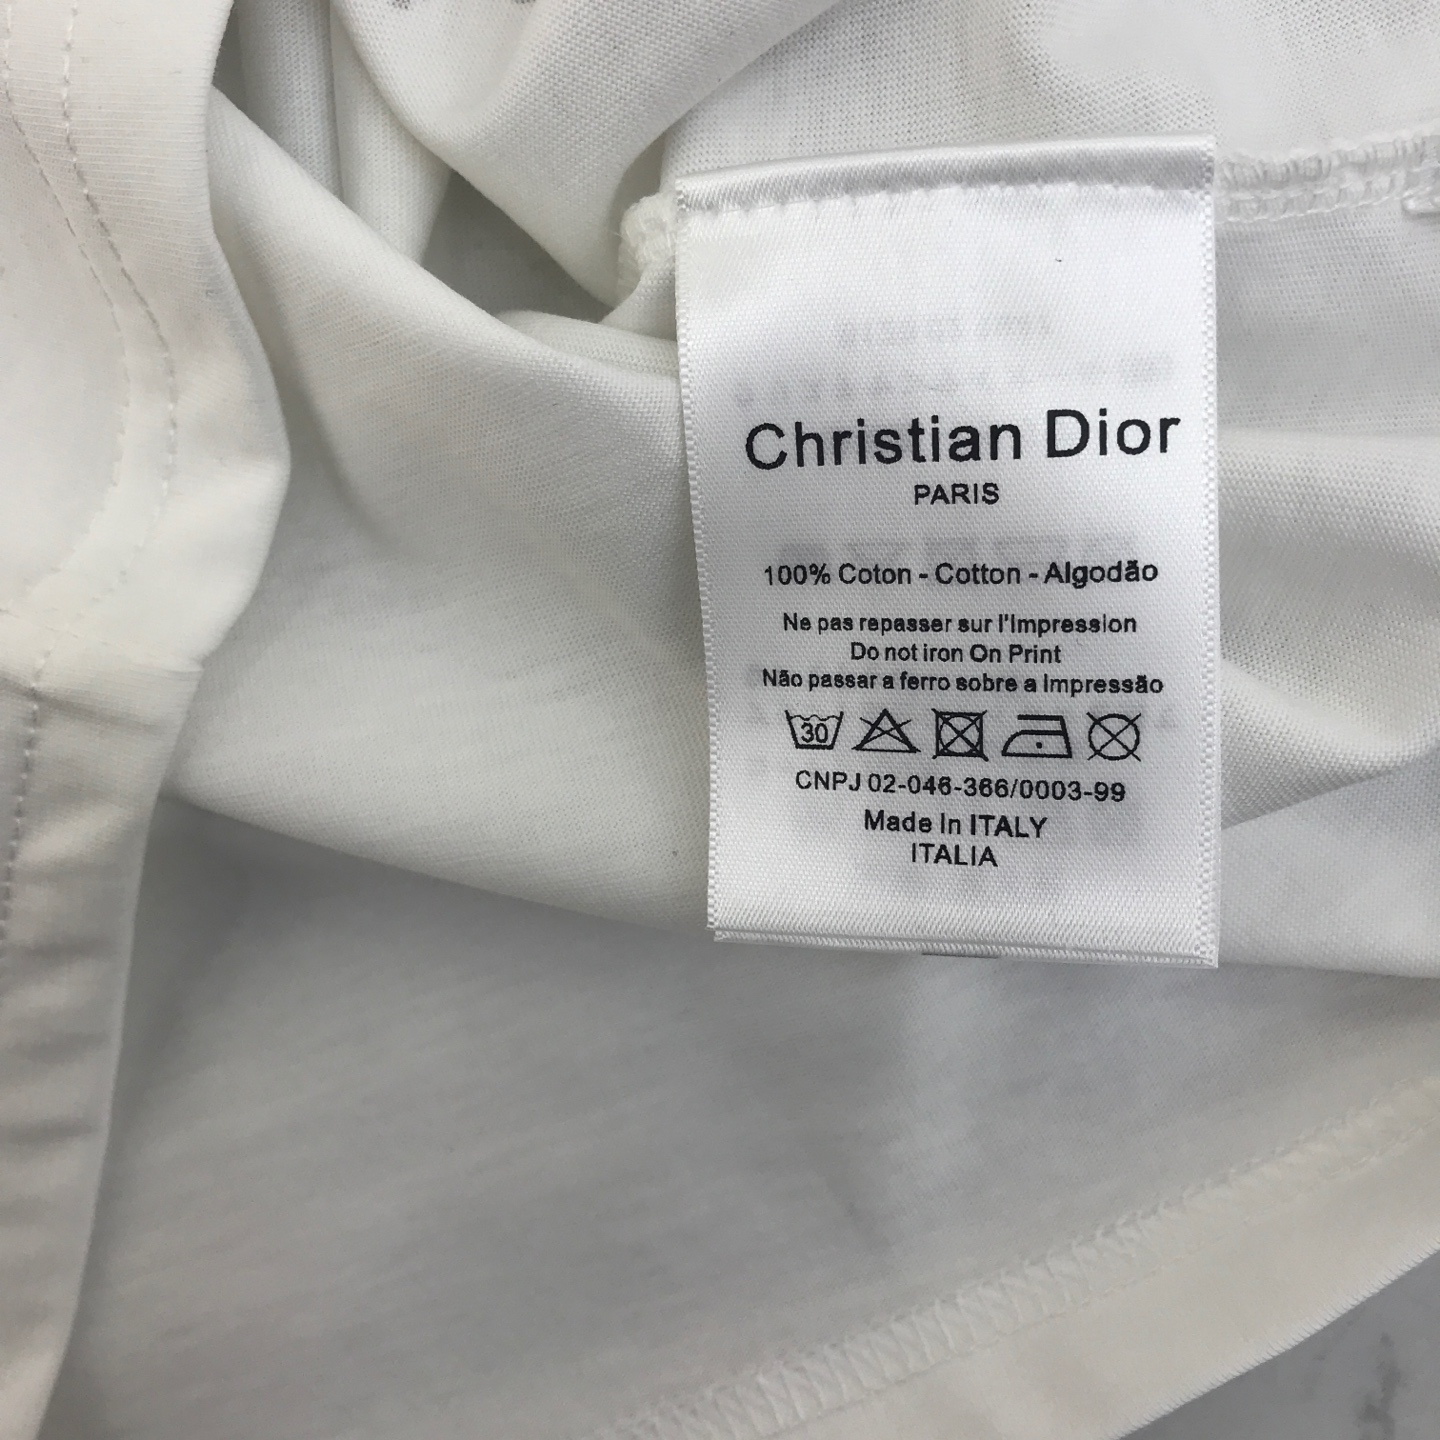 Christian Dior
PARIS
100% Coton - Cotton - Algodão
Ne pas repasser sur l'Impression
Do not iron On Print
Não passar a ferro sobre a Impressão
30
CNPJ 02-046-366/0003-99
Made In ITALY
ITALIA